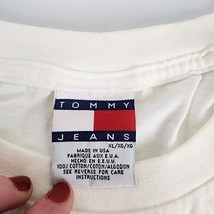 TOMMY
JEANS
XL/XG/XG
MADE IN USA
FABRIQUE AUX E.U.A.
HECHO EN E.E.U.U.
100% COTTON/COTON/ALGODON
SEE REVERSE FOR CARE
INSTRUCTIONS